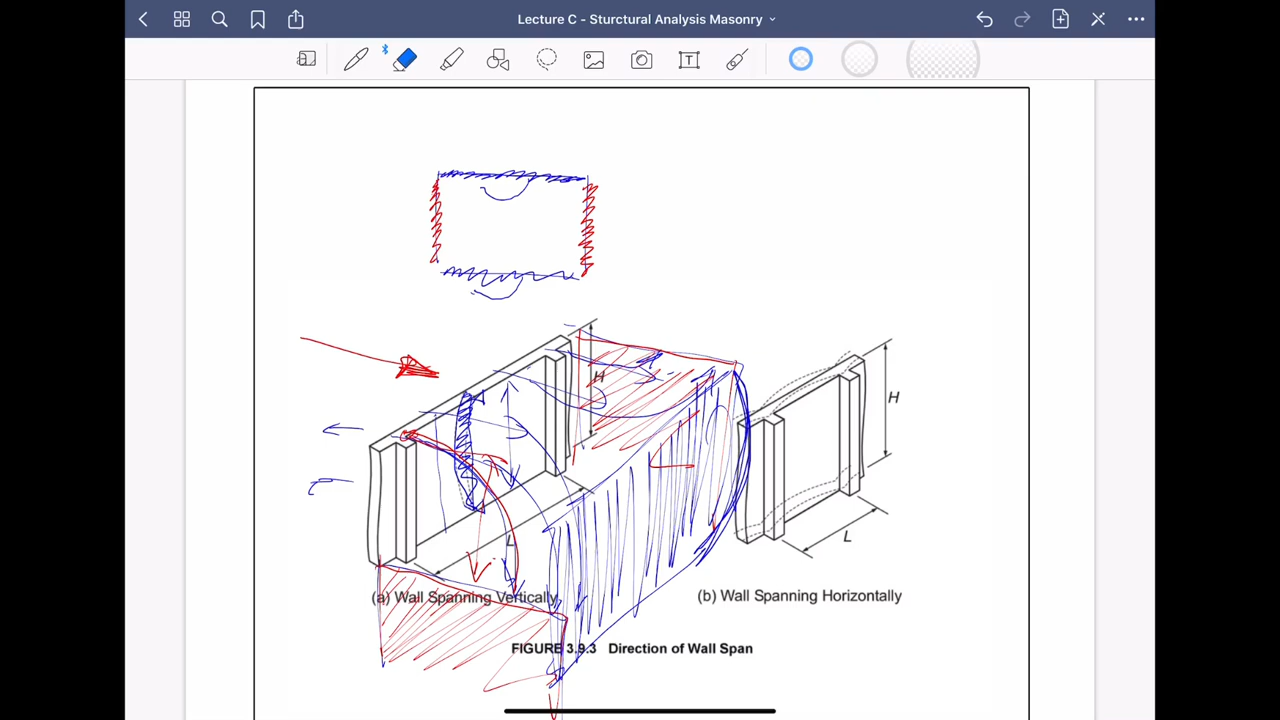 Lecture C - Sturctural Analysis Masonry
T
H
H
L
L
(a) Wall Spanning Vertically
(b) Wall Spanning Horizontally
FIGURE 3.9.3 Direction of Wall Span